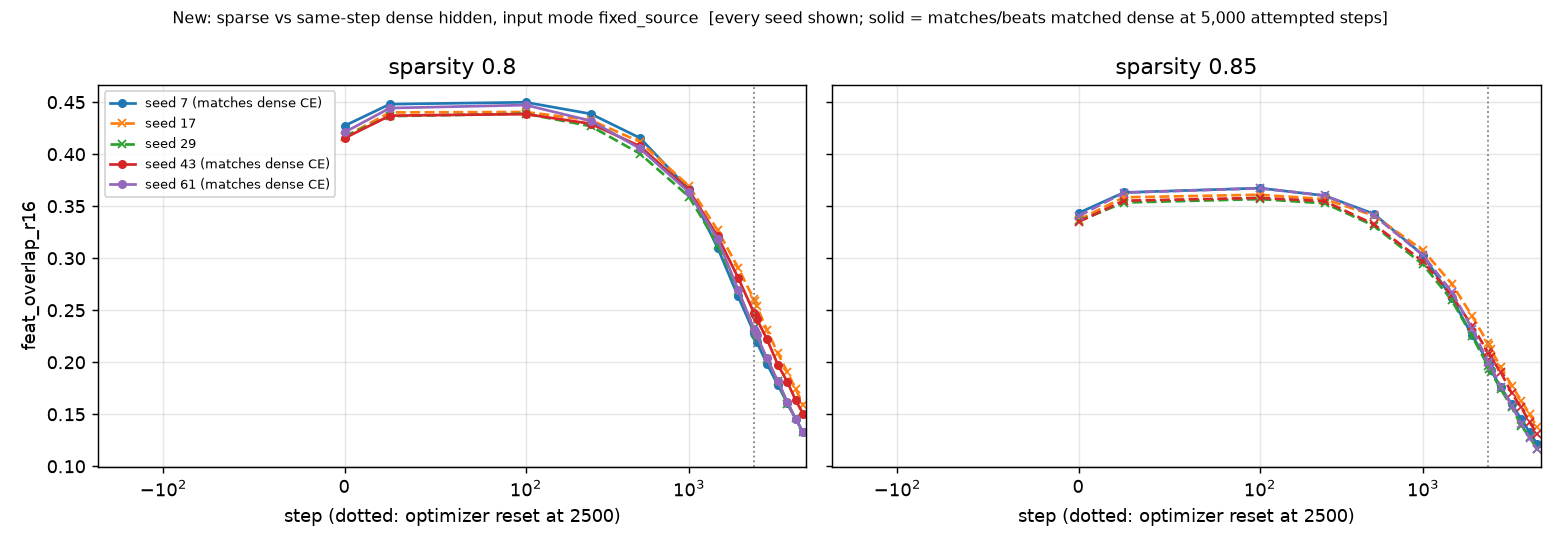 New: sparse vs same-step dense hidden, input mode fixed_source  [every seed shown; solid = matches/beats matched dense at 5,000 attempted steps]
sparsity 0.8
sparsity 0.85
seed 7 (matches dense CE)
seed 17
seed 29
seed 43 (matches dense CE)
seed 61 (matches dense CE)
feat_overlap_r16
0.45
0.40
0.35
0.30
0.25
0.20
0.15
0.10
−10²
0
10²
10³
−10²
0
10²
10³
step (dotted: optimizer reset at 2500)
step (dotted: optimizer reset at 2500)